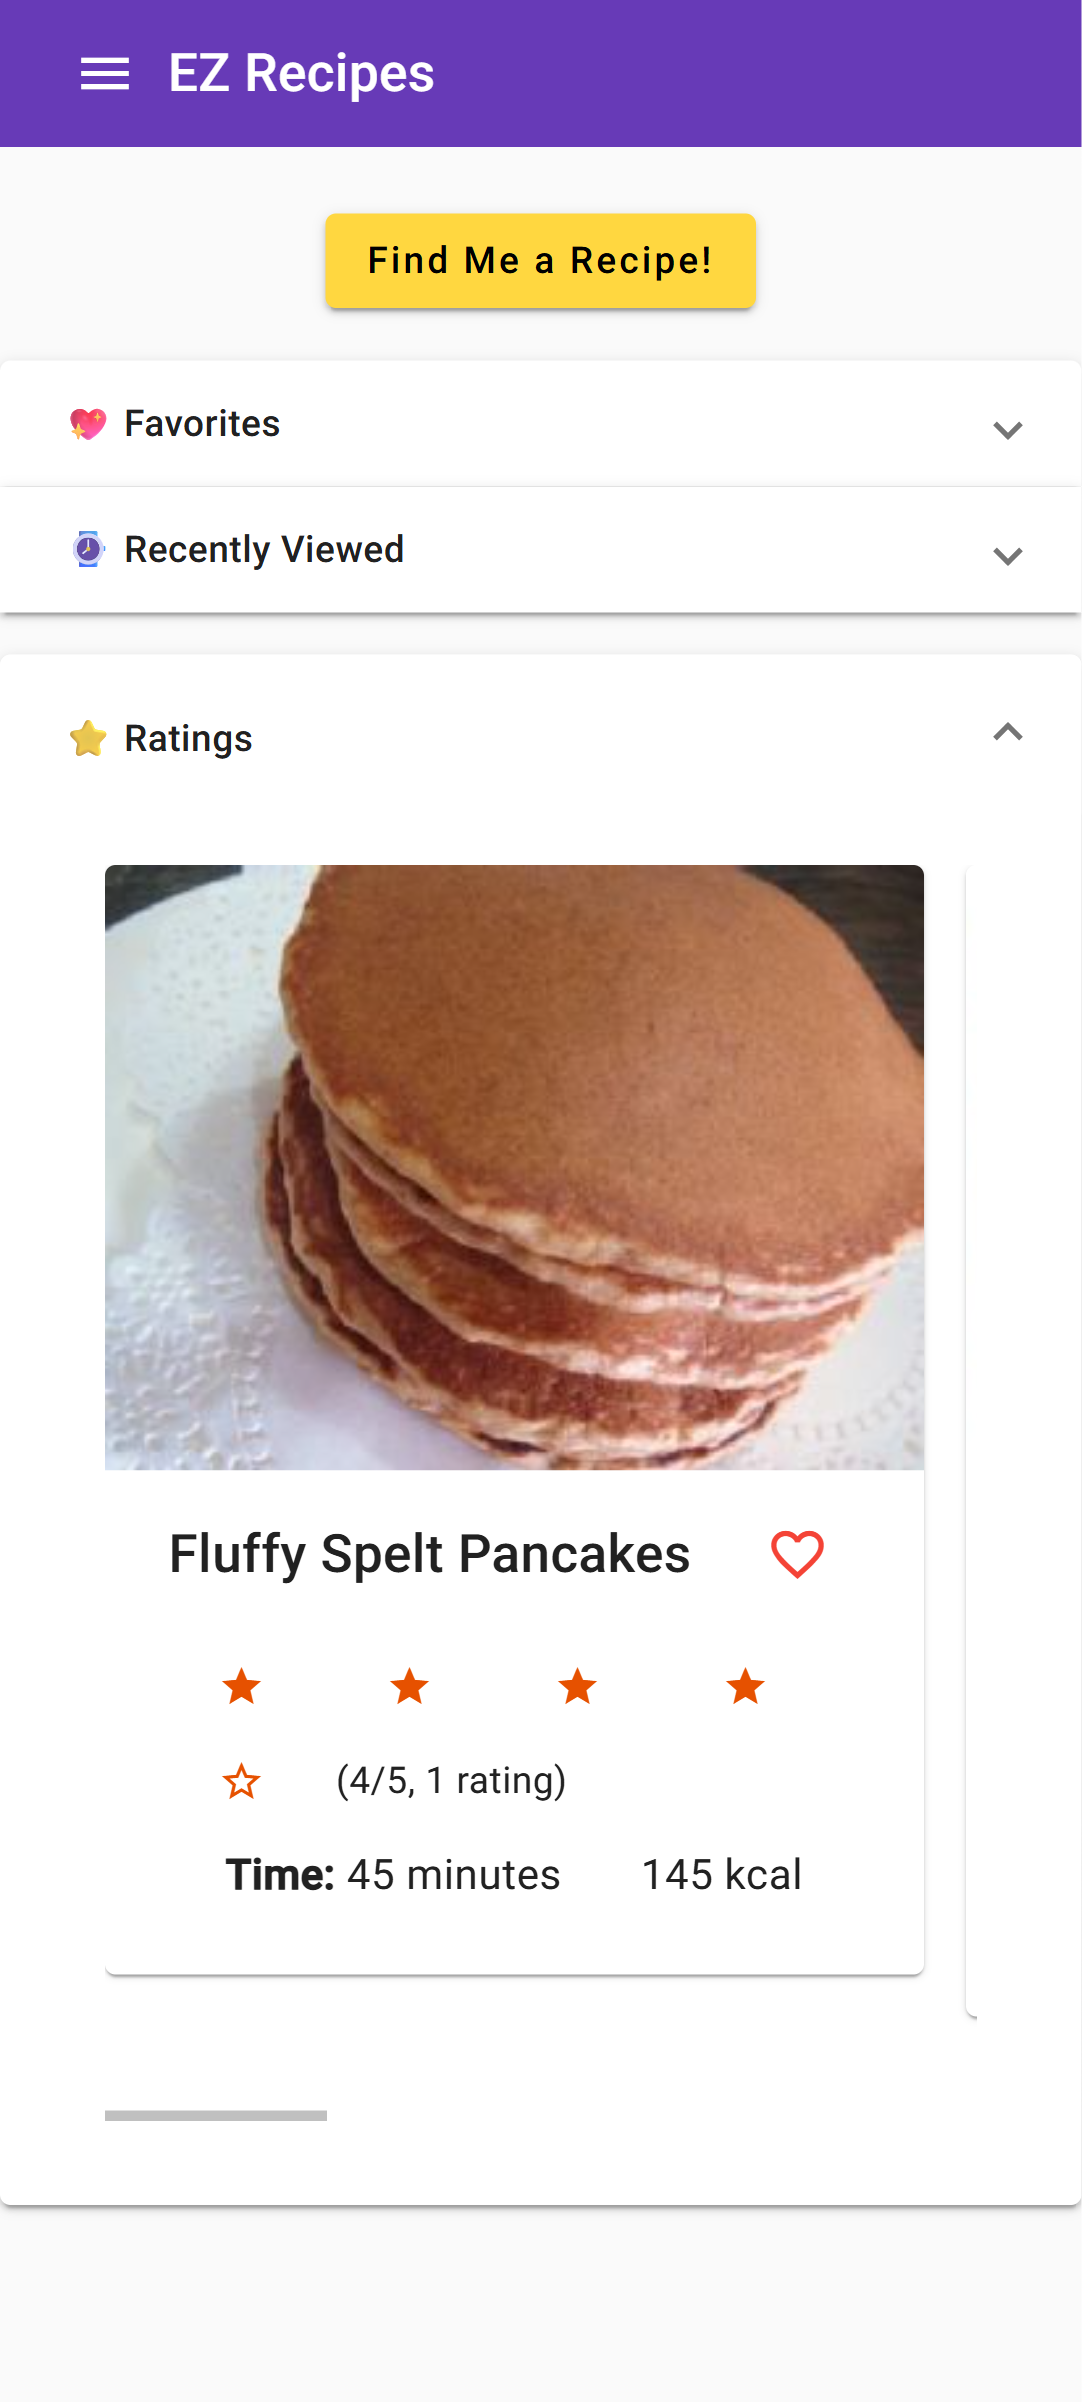 EZ Recipes
Find Me a Recipe!
💖 Favorites
⌚ Recently Viewed
⭐ Ratings
Fluffy Spelt Pancakes
(4/5, 1 rating)
Time: 45 minutes 145 kcal